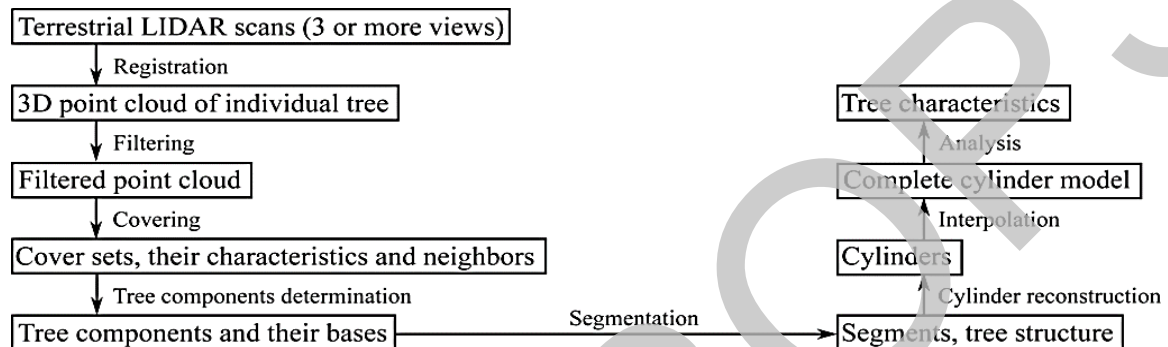 Terrestrial LIDAR scans (3 or more views)
Registration
3D point cloud of individual tree
Filtering
Filtered point cloud
Covering
Cover sets, their characteristics and neighbors
Tree components determination
Tree components and their bases
Segmentation
Segments, tree structure
Cylinder reconstruction
Cylinders
Interpolation
Complete cylinder model
Analysis
Tree characteristics